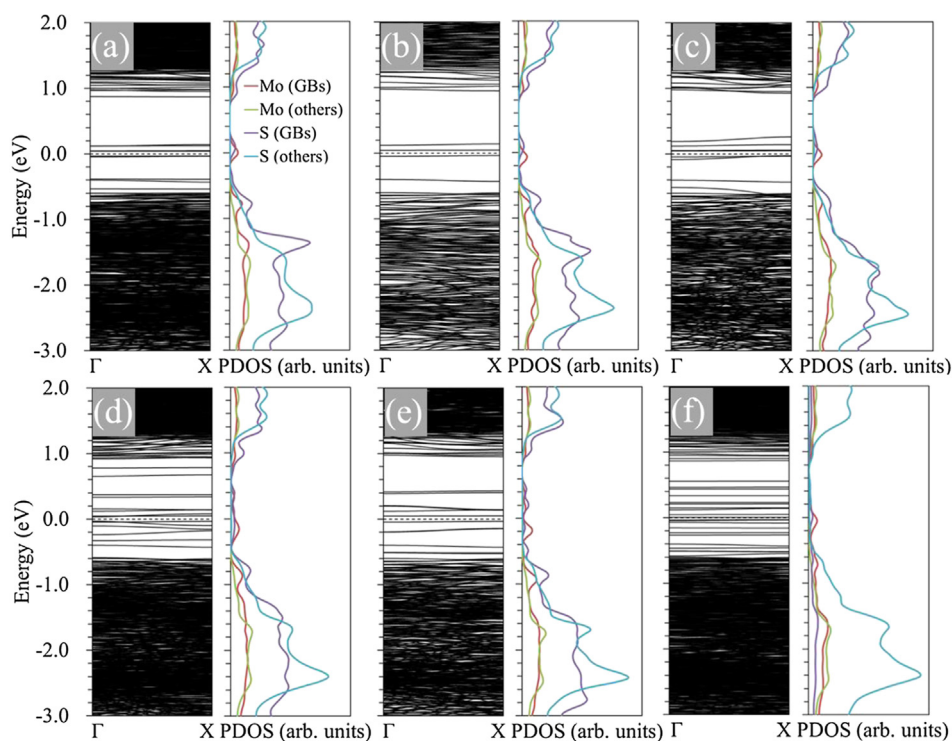 2.0
(a)
(b)
(c)
1.0
Mo (GBs)
Mo (others)
S (GBs)
S (others)
0.0
-1.0
-2.0
-3.0
Energy (eV)
Γ X PDOS (arb. units) Γ X PDOS (arb. units) Γ X PDOS (arb. units)
2.0
(d)
(e)
(f)
1.0
0.0
-1.0
-2.0
-3.0
Energy (eV)
Γ X PDOS (arb. units) Γ X PDOS (arb. units) Γ X PDOS (arb. units)